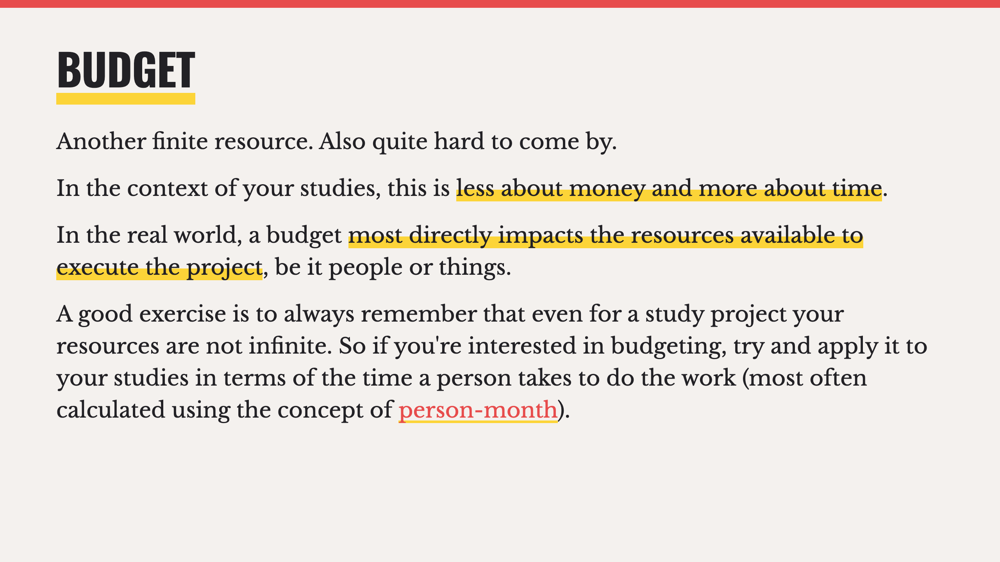 BUDGET
Another finite resource. Also quite hard to come by.
In the context of your studies, this is less about money and more about time.
In the real world, a budget most directly impacts the resources available to
execute the project, be it people or things.
A good exercise is to always remember that even for a study project your
resources are not infinite. So if you're interested in budgeting, try and apply it to
your studies in terms of the time a person takes to do the work (most often
calculated using the concept of person-month).